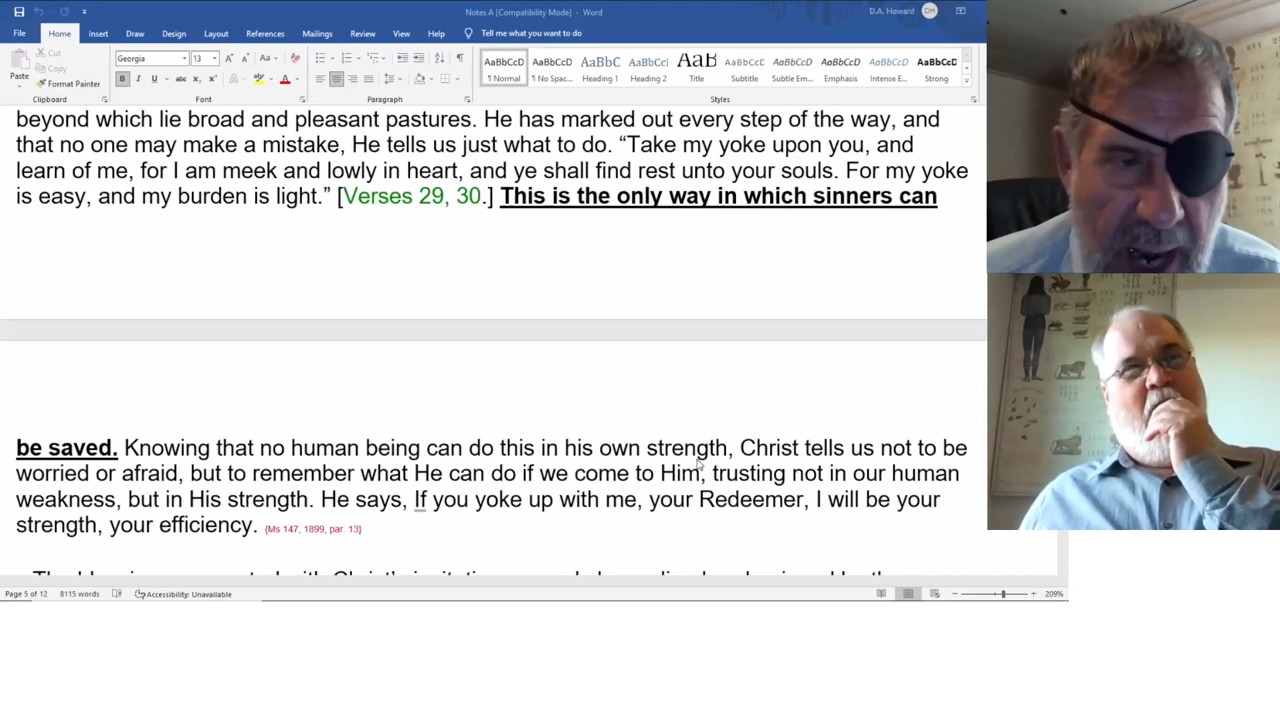 Notes A [Compatibility Mode] - Word
D.A. Howard
DH
File Home Insert Draw Design Layout References Mailings Review View Help Tell me what you want to do
Paste
Cut
Copy
Format Painter
Clipboard
Georgia 13
Font
Paragraph
AaBbCcD AaBbCcD AaBbC AaBbCcC AaB AaBbCcD AaBbCcD AaBbCcD AaBbCcD AaBbCcD
¶ Normal ¶ No Spac... Heading 1 Heading 2 Title Subtitle Subtle Em... Emphasis Intense E... Strong
Styles
beyond which lie broad and pleasant pastures. He has marked out every step of the way, and
that no one may make a mistake, He tells us just what to do. “Take my yoke upon you, and
learn of me, for I am meek and lowly in heart, and ye shall find rest unto your souls. For my yoke
is easy, and my burden is light.” [Verses 29, 30.] This is the only way in which sinners can
be saved. Knowing that no human being can do this in his own strength, Christ tells us not to be
worried or afraid, but to remember what He can do if we come to Him, trusting not in our human
weakness, but in His strength. He says, If you yoke up with me, your Redeemer, I will be your
strength, your efficiency. {Ms 147, 1899, par. 13}
Page 5 of 12 8115 words Accessibility: Unavailable 209%